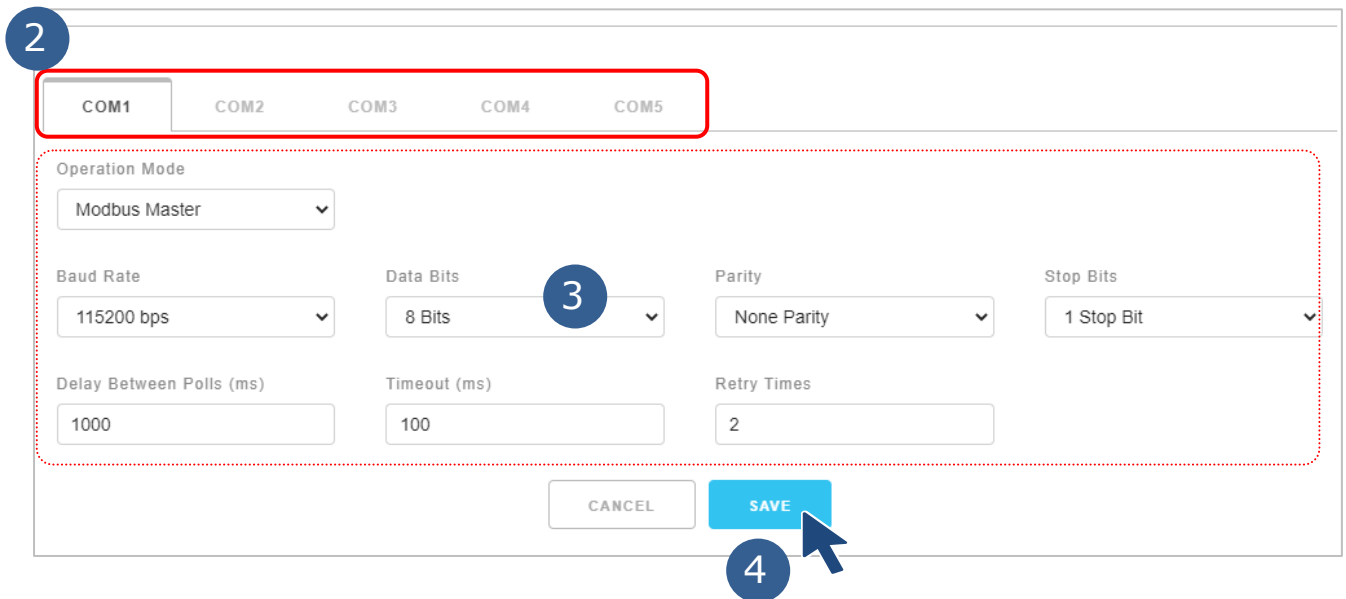 2
COM1 COM2 COM3 COM4 COM5
Operation Mode
Modbus Master
Baud Rate Data Bits Parity Stop Bits
115200 bps 8 Bits 3 None Parity 1 Stop Bit
Delay Between Polls (ms) Timeout (ms) Retry Times
1000 100 2
CANCEL SAVE
4